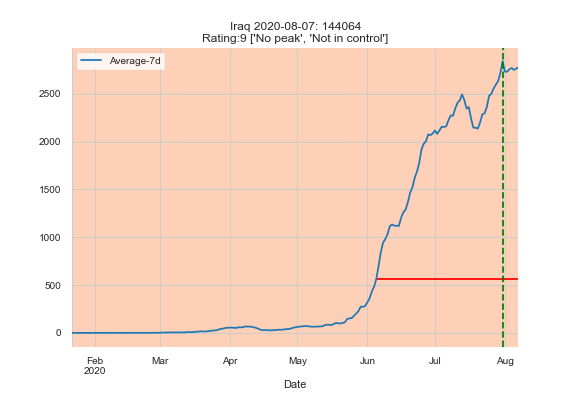 Iraq 2020-08-07: 144064
Rating:9 ['No peak', 'Not in control']
Average-7d
2500
2000
1500
1000
500
0
Feb Mar Apr May Jun Jul Aug
2020
Date